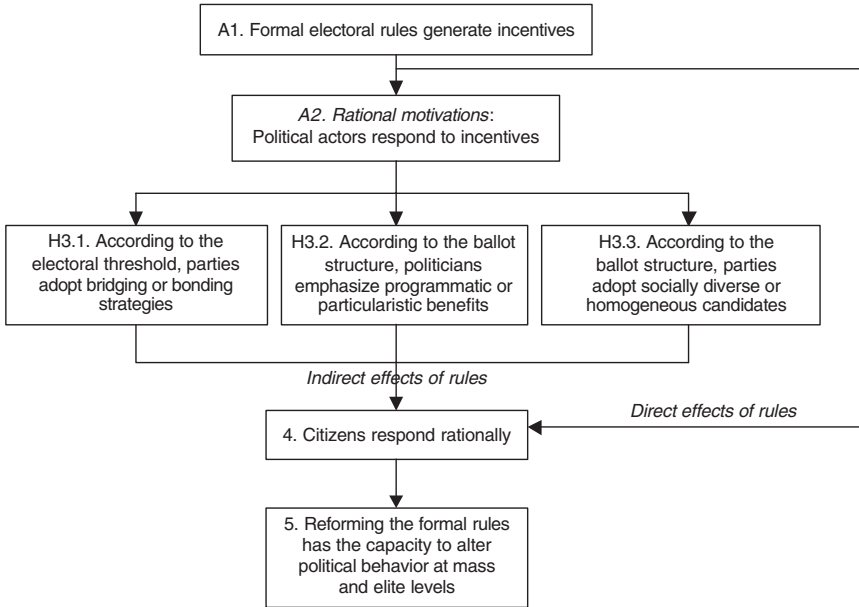 A1. Formal electoral rules generate incentives
A2. Rational motivations:
Political actors respond to incentives
H3.1. According to the
electoral threshold, parties
adopt bridging or bonding
strategies
H3.2. According to the ballot
structure, politicians
emphasize programmatic or
particularistic benefits
H3.3. According to the
ballot structure, parties
adopt socially diverse or
homogeneous candidates
Indirect effects of rules
Direct effects of rules
4. Citizens respond rationally
5. Reforming the formal rules
has the capacity to alter
political behavior at mass
and elite levels